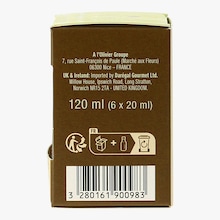 A l'Olivier Groupe
7, rue Saint-François de Paule (Marché aux Fleurs)
06300 Nice - FRANCE
UK & Ireland: Imported by Darégal Gourmet Ltd.
Willow House, Ipswich Road, Long Stratton,
Norwich NR15 2TA - UNITED KINGDOM.
120 ml (6 x 20 ml)
FR
3 280161 900983